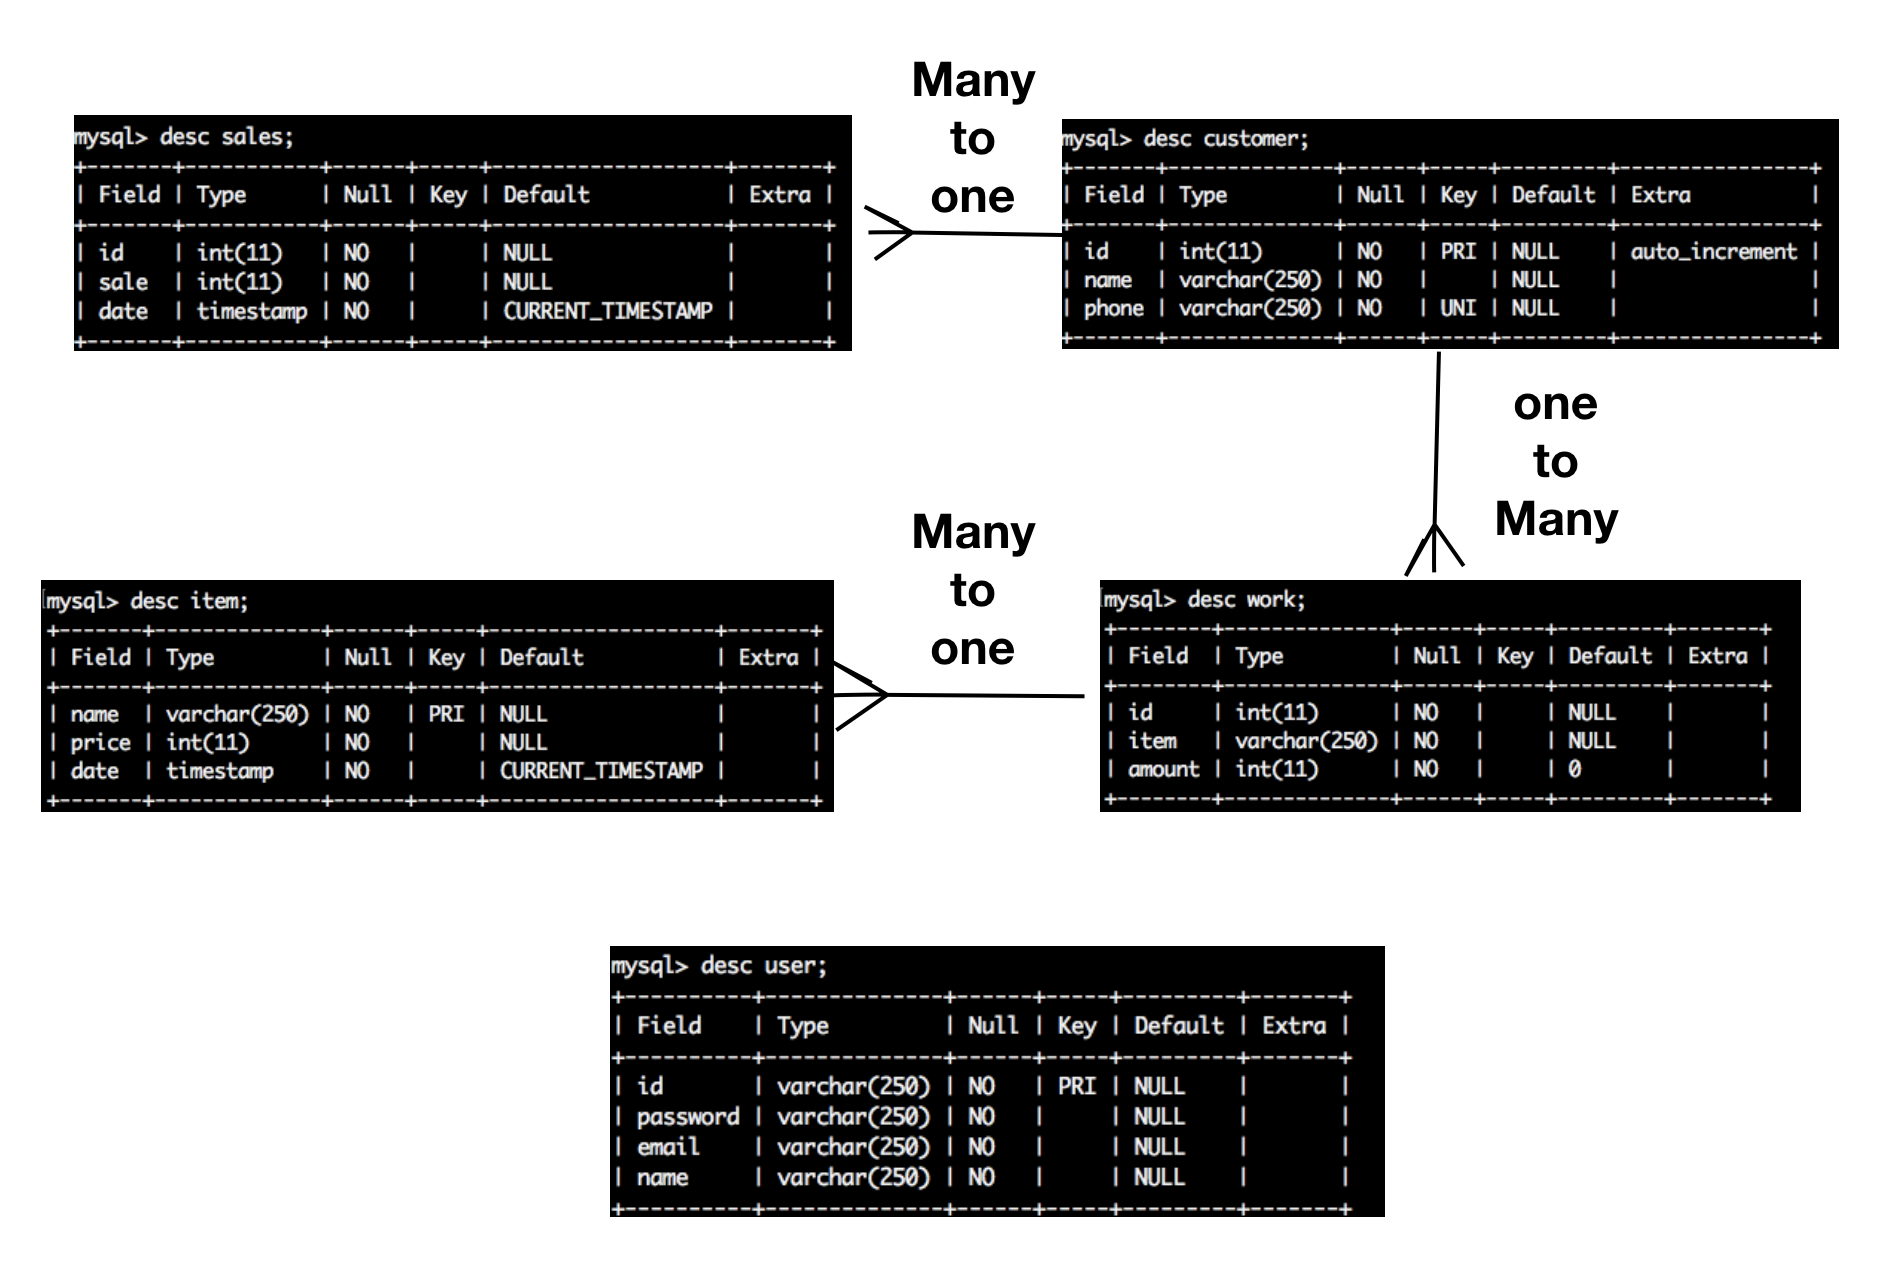 Many
to
one
mysql> desc sales;
+-------+-----------+------+-----+-------------------+-------+
| Field | Type      | Null | Key | Default           | Extra |
+-------+-----------+------+-----+-------------------+-------+
| id    | int(11)   | NO   |     | NULL              |       |
| sale  | int(11)   | NO   |     | NULL              |       |
| date  | timestamp | NO   |     | CURRENT_TIMESTAMP |       |
+-------+-----------+------+-----+-------------------+-------+
mysql> desc customer;
+-------+--------------+------+-----+---------+----------------+
| Field | Type         | Null | Key | Default | Extra          |
+-------+--------------+------+-----+---------+----------------+
| id    | int(11)      | NO   | PRI | NULL    | auto_increment |
| name  | varchar(250) | NO   |     | NULL    |                |
| phone | varchar(250) | NO   | UNI | NULL    |                |
+-------+--------------+------+-----+---------+----------------+
one
to
Many
Many
to
one
mysql> desc item;
+-------+--------------+------+-----+-------------------+-------+
| Field | Type         | Null | Key | Default           | Extra |
+-------+--------------+------+-----+-------------------+-------+
| name  | varchar(250) | NO   | PRI | NULL              |       |
| price | int(11)      | NO   |     | NULL              |       |
| date  | timestamp    | NO   |     | CURRENT_TIMESTAMP |       |
+-------+--------------+------+-----+-------------------+-------+
mysql> desc work;
+--------+--------------+------+-----+---------+-------+
| Field  | Type         | Null | Key | Default | Extra |
+--------+--------------+------+-----+---------+-------+
| id     | int(11)      | NO   |     | NULL    |       |
| item   | varchar(250) | NO   |     | NULL    |       |
| amount | int(11)      | NO   |     | 0       |       |
+--------+--------------+------+-----+---------+-------+
mysql> desc user;
+----------+--------------+------+-----+---------+-------+
| Field    | Type         | Null | Key | Default | Extra |
+----------+--------------+------+-----+---------+-------+
| id       | varchar(250) | NO   | PRI | NULL    |       |
| password | varchar(250) | NO   |     | NULL    |       |
| email    | varchar(250) | NO   |     | NULL    |       |
| name     | varchar(250) | NO   |     | NULL    |       |
+----------+--------------+------+-----+---------+-------+